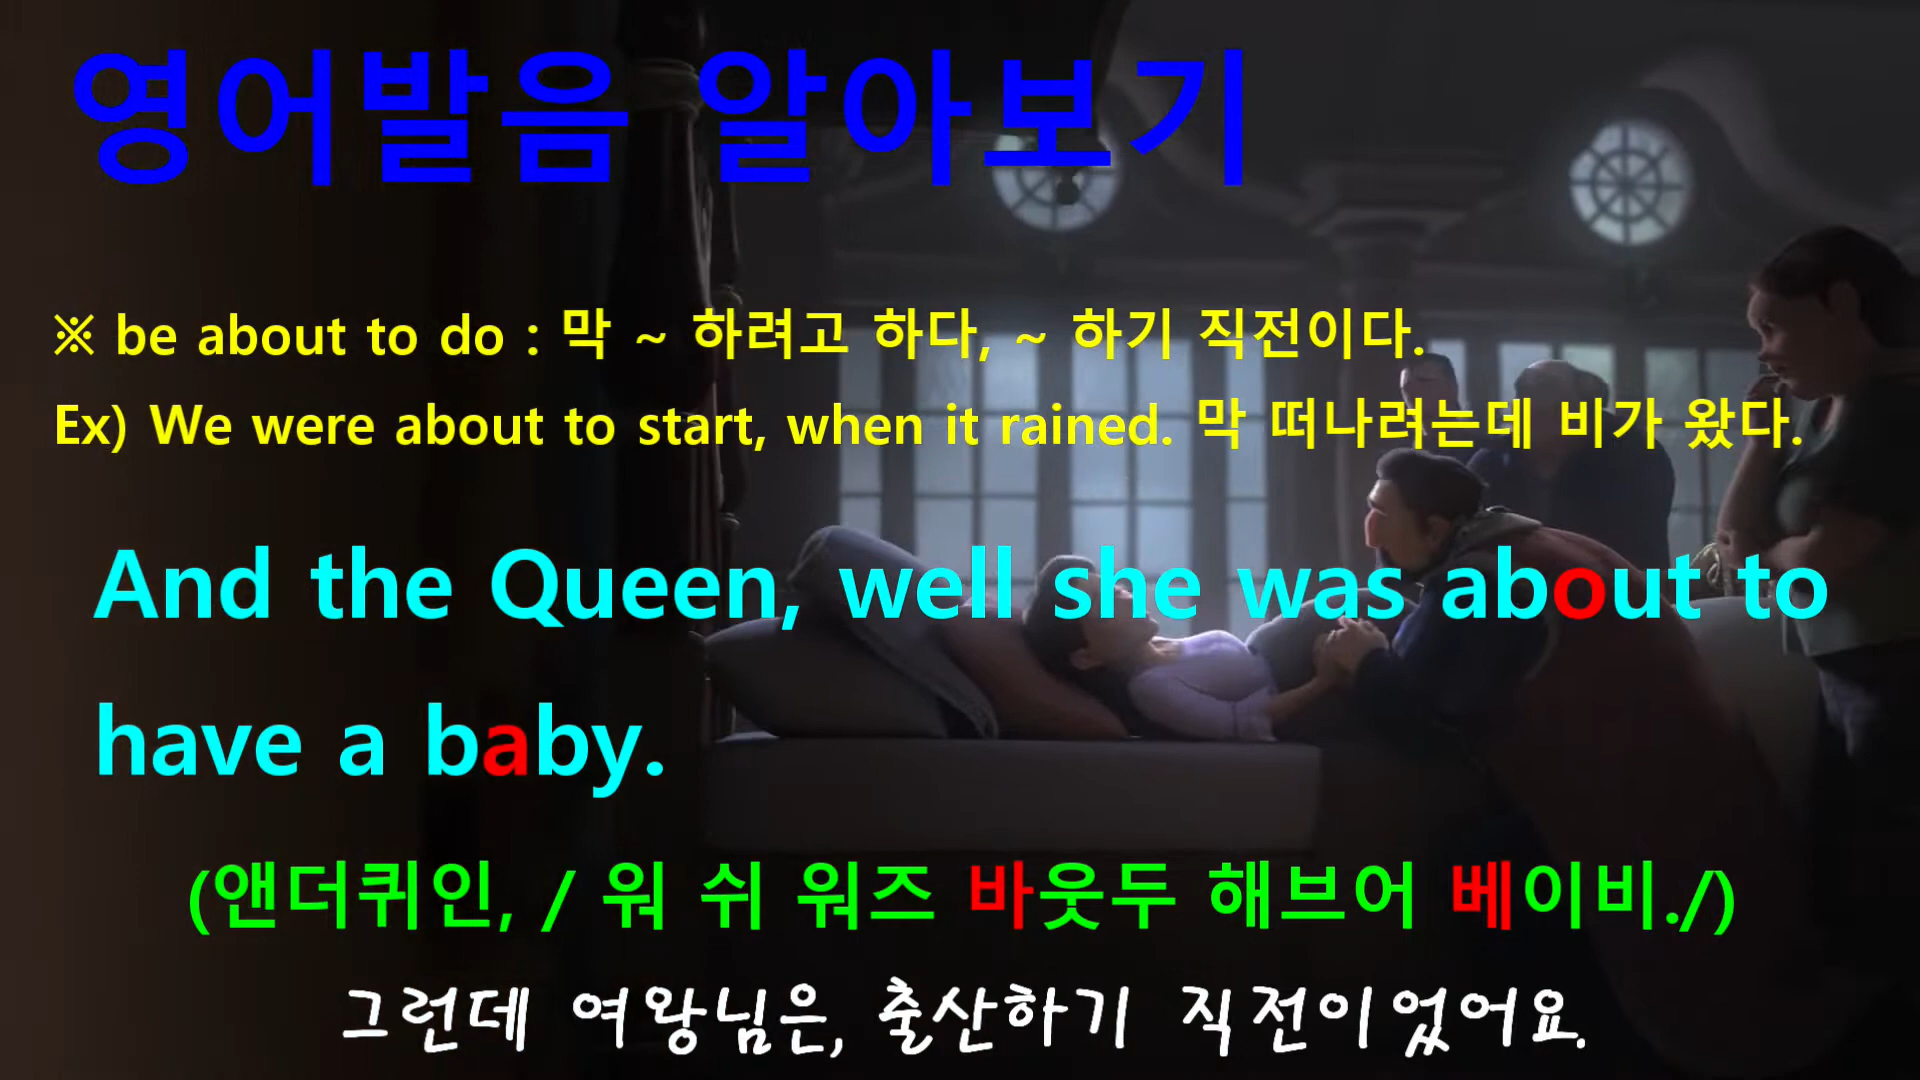 영어발음 알아보기
※ be about to do : 막 ~ 하려고 하다, ~ 하기 직전이다.
Ex) We were about to start, when it rained. 막 떠나려는데 비가 왔다.
And the Queen, well she was about to
have a baby.
(앤더퀴인, / 워 쉬 워즈 바웃두 해브어 베이비./)
그런데 여왕님은, 출산하기 직전이었어요.